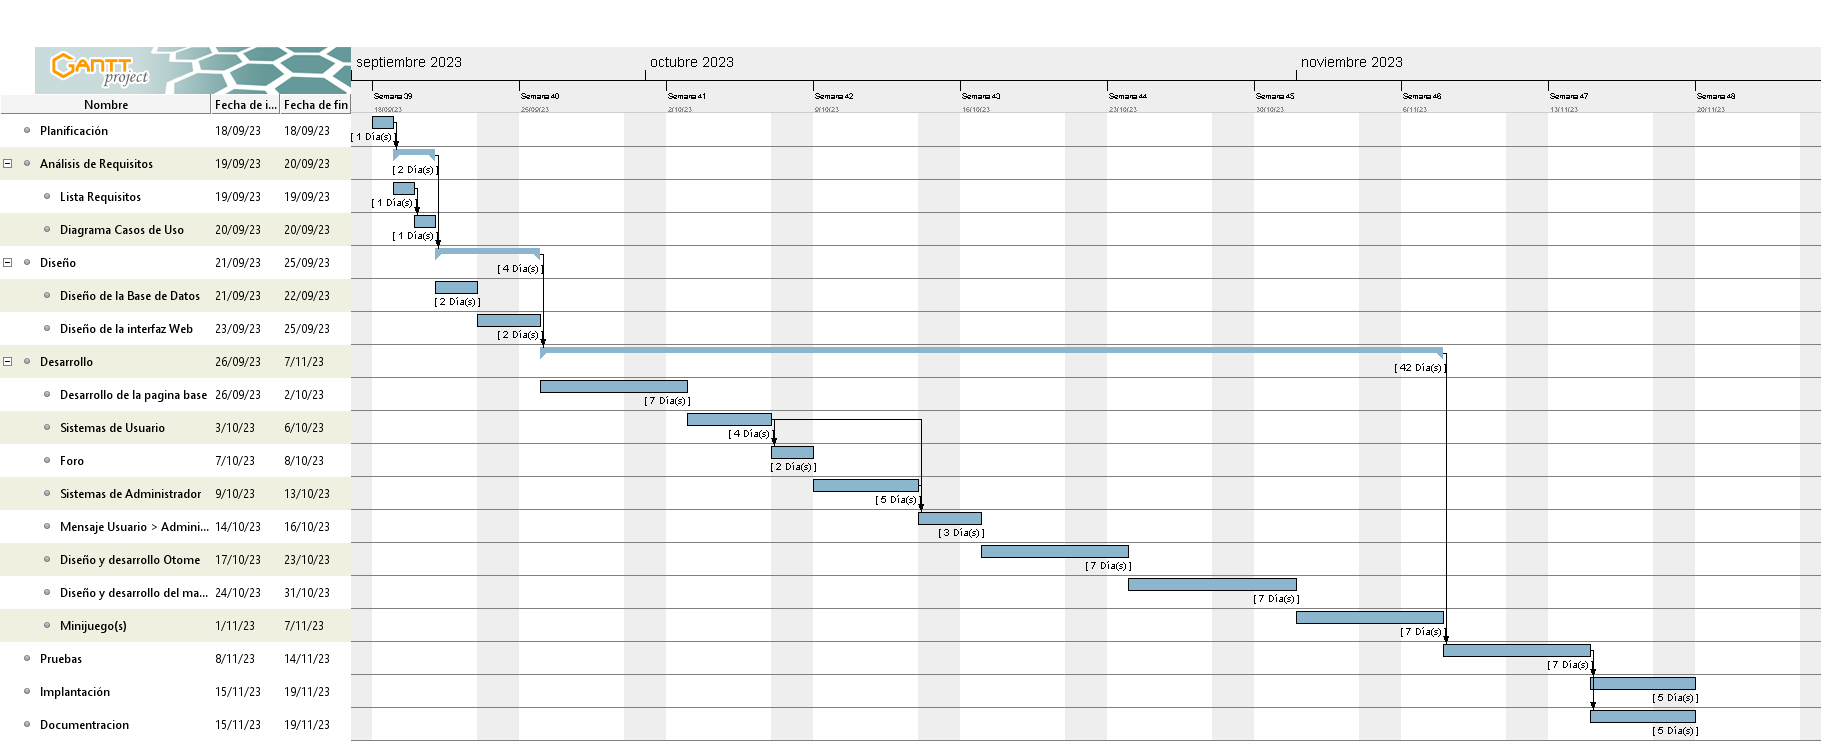 GANTT
project
septiembre 2023
octubre 2023
noviembre 2023
Nombre
Fecha de i...
Fecha de fin
Semana 39
Semana 40
Semana 41
Semana 42
Semana 43
Semana 44
Semana 45
Semana 46
Semana 47
Semana 48
18/09/23
25/09/23
2/10/23
9/10/23
16/10/23
23/10/23
30/10/23
6/11/23
13/11/23
20/11/23
Planificación 18/09/23 18/09/23
[ 1 Día(s) ]
Análisis de Requisitos 19/09/23 20/09/23
[ 2 Día(s) ]
Lista Requisitos 19/09/23 19/09/23
[ 1 Día(s) ]
Diagrama Casos de Uso 20/09/23 20/09/23
[ 1 Día(s) ]
Diseño 21/09/23 25/09/23
[ 4 Día(s) ]
Diseño de la Base de Datos 21/09/23 22/09/23
[ 2 Día(s) ]
Diseño de la interfaz Web 23/09/23 25/09/23
[ 2 Día(s) ]
Desarrollo 26/09/23 7/11/23
[ 42 Día(s) ]
Desarrollo de la pagina base 26/09/23 2/10/23
[ 7 Día(s) ]
Sistemas de Usuario 3/10/23 6/10/23
[ 4 Día(s) ]
Foro 7/10/23 8/10/23
[ 2 Día(s) ]
Sistemas de Administrador 9/10/23 13/10/23
[ 5 Día(s) ]
Mensaje Usuario > Admini... 14/10/23 16/10/23
[ 3 Día(s) ]
Diseño y desarrollo Otome 17/10/23 23/10/23
[ 7 Día(s) ]
Diseño y desarrollo del ma... 24/10/23 31/10/23
[ 7 Día(s) ]
Minijuego(s) 1/11/23 7/11/23
[ 7 Día(s) ]
Pruebas 8/11/23 14/11/23
[ 7 Día(s) ]
Implantación 15/11/23 19/11/23
[ 5 Día(s) ]
Documentracion 15/11/23 19/11/23
[ 5 Día(s) ]